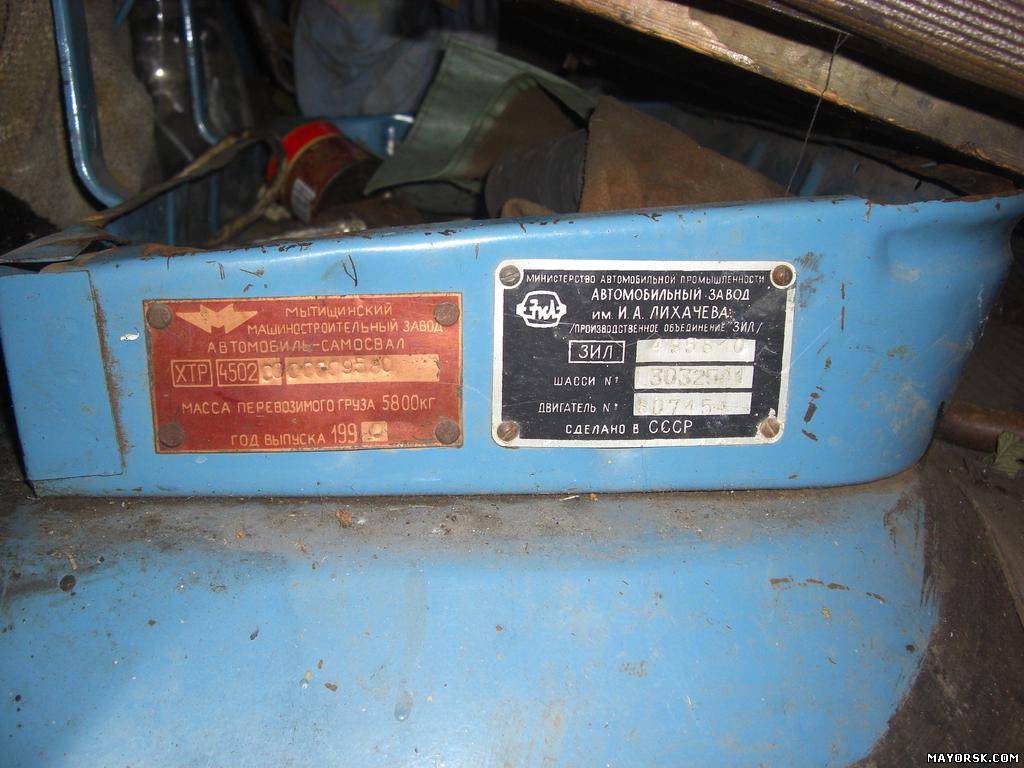 МЫТИЩИНСКИЙ
МАШИНОСТРОИТЕЛЬНЫЙ ЗАВОД
АВТОМОБИЛЬ-САМОСВАЛ
ХТР 4502
МАССА ПЕРЕВОЗИМОГО ГРУЗА 5800КГ
ГОД ВЫПУСКА 199
МИНИСТЕРСТВО АВТОМОБИЛЬНОЙ ПРОМЫШЛЕННОСТИ
ЗИЛ
АВТОМОБИЛЬНЫЙ ЗАВОД
ИМ. И.А. ЛИХАЧЕВА
/ПРОИЗВОДСТВЕННОЕ ОБЪЕДИНЕНИЕ ЗИЛ/
ЗИЛ
ШАССИ №
ДВИГАТЕЛЬ №
СДЕЛАНО В СССР
MAYORSK.COM